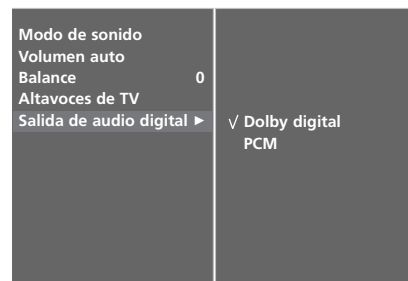 Modo de sonido
Volumen auto
Balance 0
Altavoces de TV
Salida de audio digital ►
√ Dolby digital
PCM